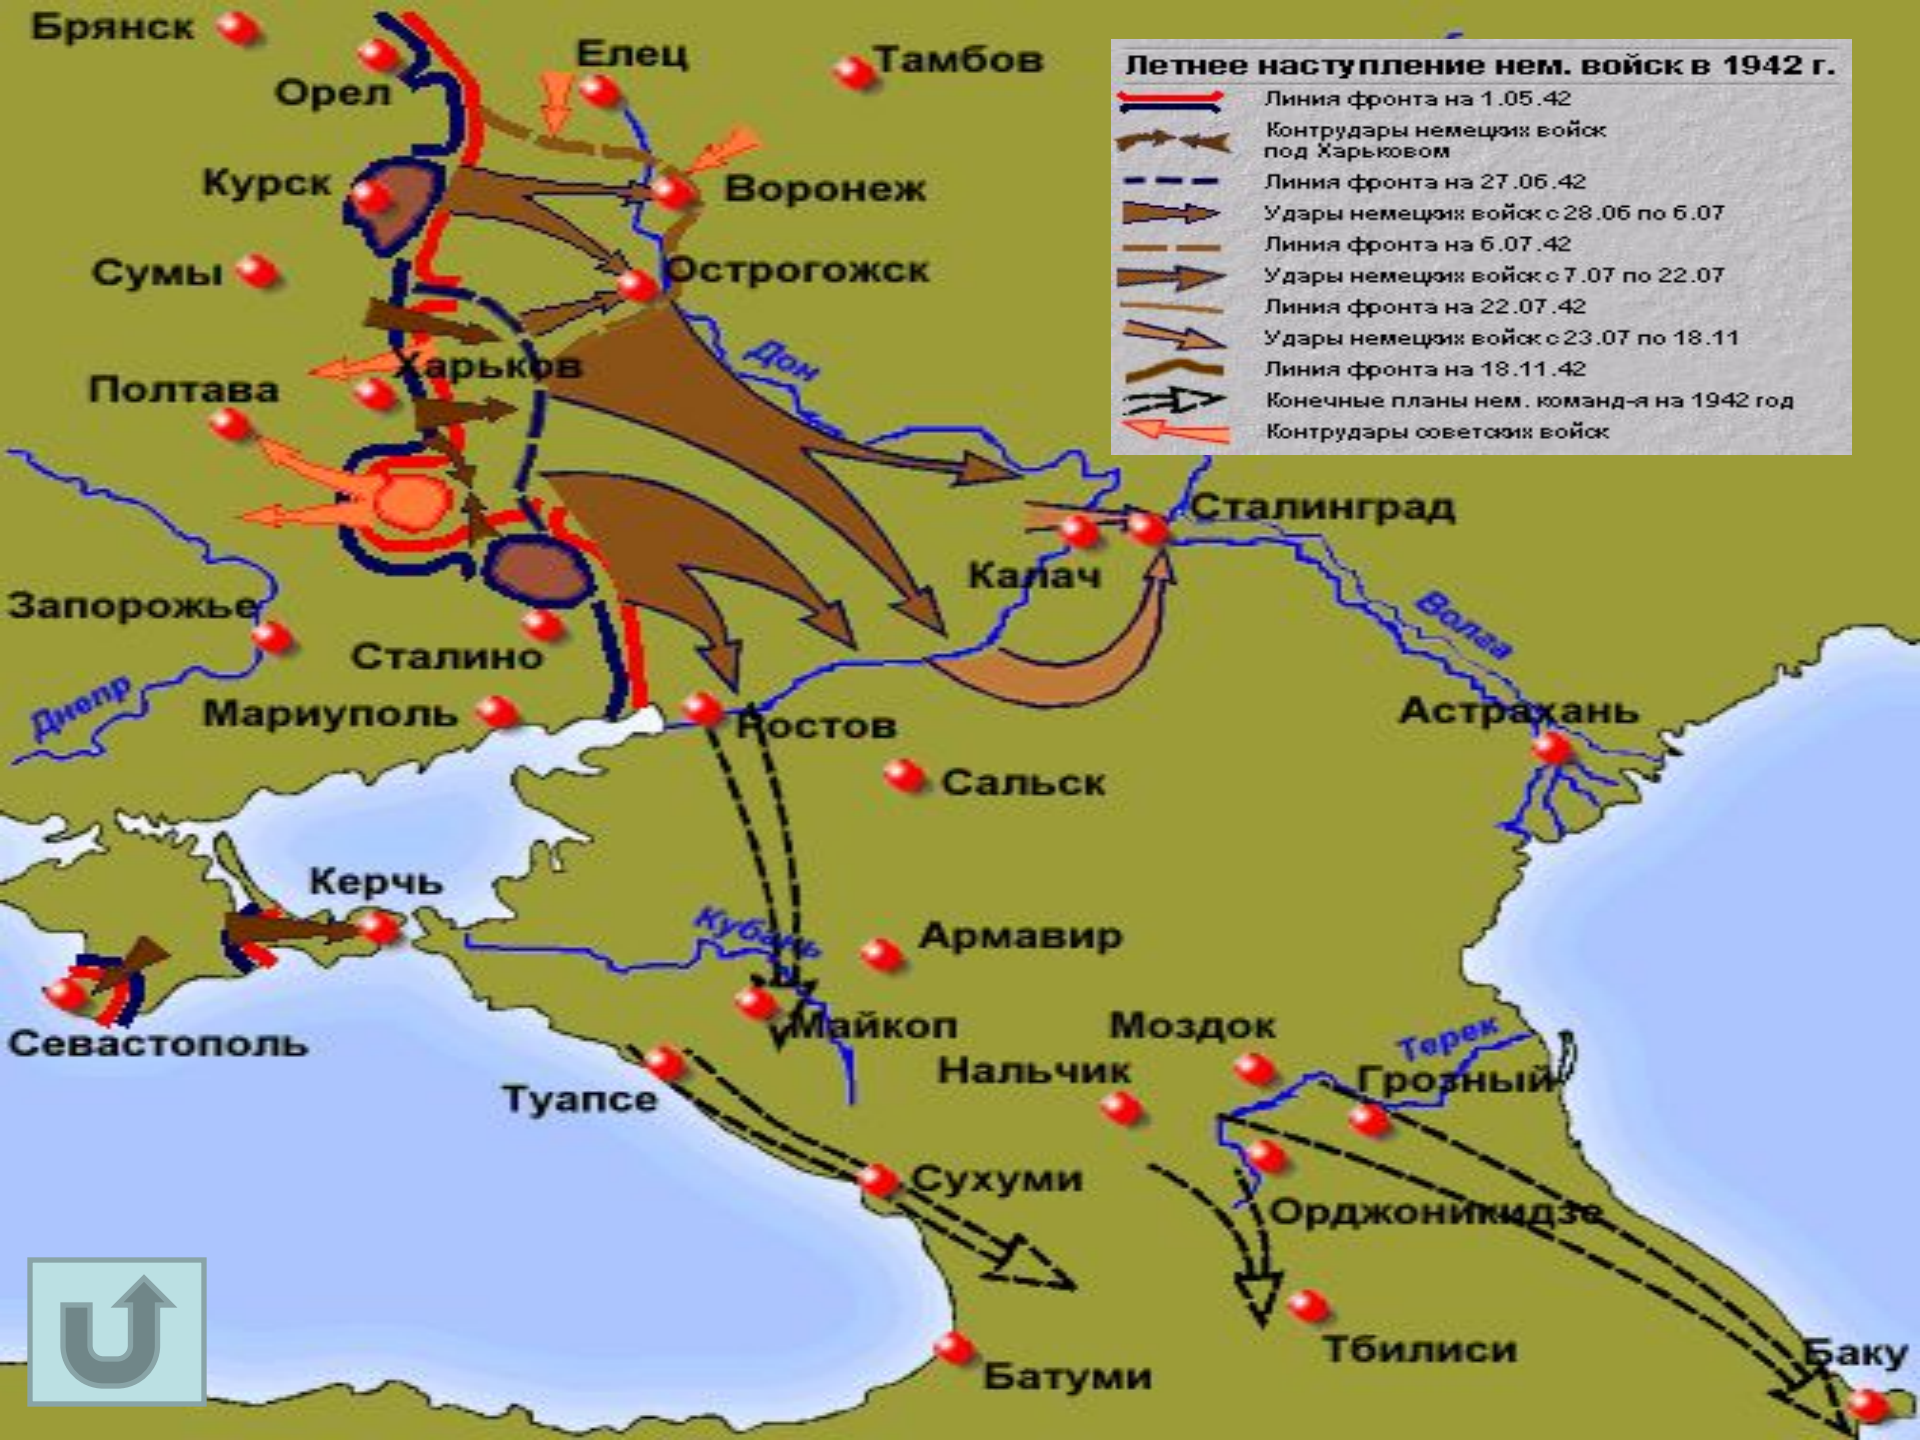 Брянск
Орел
Елец
Тамбов
Летнее наступление нем. войск в 1942 г.
Линия фронта на 1.05.42
Контрудары немецких войск
под Харьковом
Линия фронта на 27.06.42
Удары немецких войск с 28.06 по 6.07
Линия фронта на 6.07.42
Удары немецких войск с 7.07 по 22.07
Линия фронта на 22.07.42
Удары немецких войск с 23.07 по 18.11
Линия фронта на 18.11.42
Конечные планы нем. команд-я на 1942 год
Контрудары советских войск
Курск
Воронеж
Сумы
Острогожск
Харьков
Дон
Полтава
Сталинград
Калач
Запорожье
Волга
Сталино
Днепр
Мариуполь
Ростов
Астрахань
Сальск
Керчь
Кубань
Армавир
Севастополь
Майкоп
Моздок
Терек
Туапсе
Нальчик
Грозный
Сухуми
Орджоникидзе
Тбилиси
Баку
Батуми